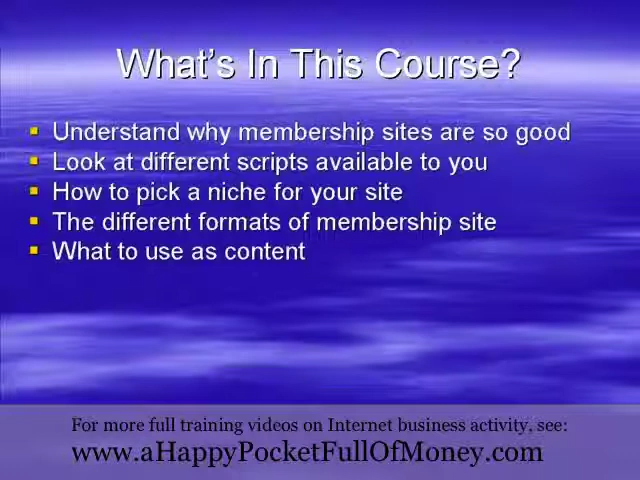 What's In This Course?
Understand why membership sites are so good
Look at different scripts available to you
How to pick a niche for your site
The different formats of membership site
What to use as content
For more full training videos on Internet business activity, see:
www.aHappyPocketFullOfMoney.com